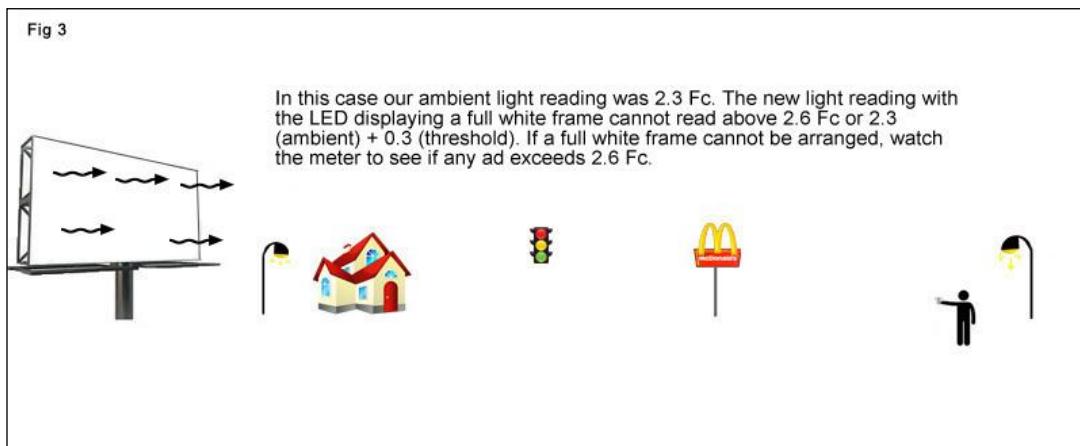 Fig 3
In this case our ambient light reading was 2.3 Fc. The new light reading with
the LED displaying a full white frame cannot read above 2.6 Fc or 2.3
(ambient) + 0.3 (threshold). If a full white frame cannot be arranged, watch
the meter to see if any ad exceeds 2.6 Fc.
McDonald's